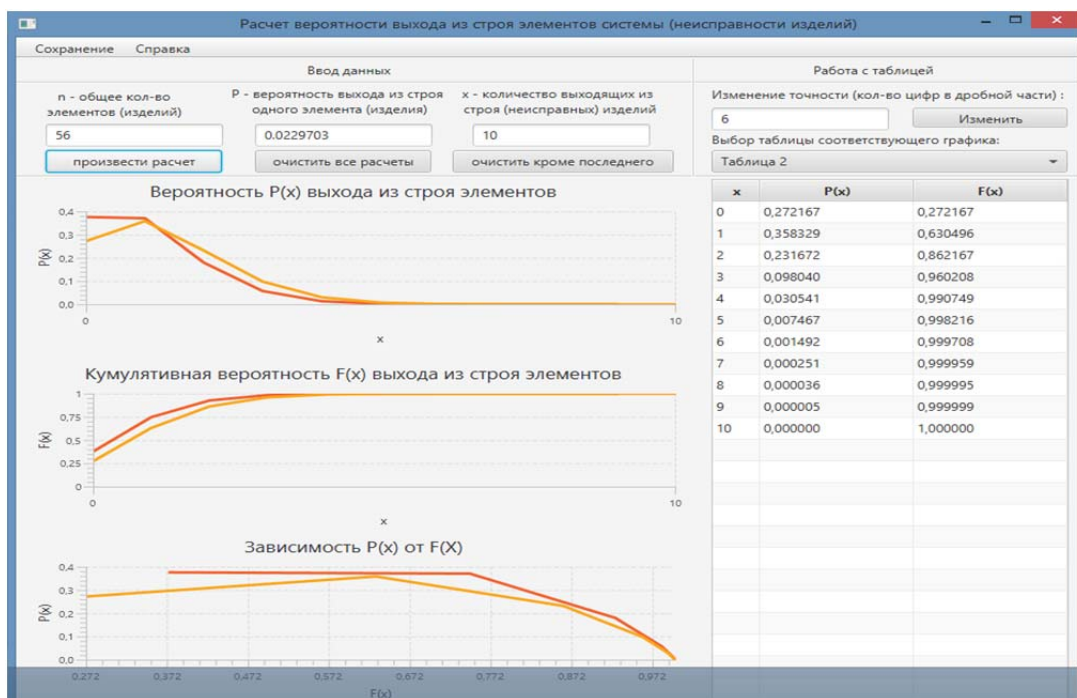 Расчет вероятности выхода из строя элементов системы (неисправности изделий)
Сохранение Справка
Ввод данных
Работа с таблицей
n - общее кол-во
элементов (изделий)
P - вероятность выхода из строя
одного элемента (изделия)
x - количество выходящих из
строя (неисправных) изделий
56
0.0229703
10
произвести расчет
очистить все расчеты
очистить кроме последнего
Изменение точности (кол-во цифр в дробной части) :
6
Изменить
Выбор таблицы соответствующего графика:
Таблица 2
Вероятность P(x) выхода из строя элементов
P(x)
0,4
0,3
0,2
0,1
0,0
0 10
x
Кумулятивная вероятность F(x) выхода из строя элементов
F(x)
1
0,75
0,5
0,25
0
0 10
x
Зависимость P(x) от F(X)
P(x)
0,4
0,3
0,2
0,1
0,0
0,272 0,372 0,472 0,572 0,672 0,772 0,872 0,972
F(x)
x P(x) F(x)
0 0,272167 0,272167
1 0,358329 0,630496
2 0,231672 0,862167
3 0,098040 0,960208
4 0,030541 0,990749
5 0,007467 0,998216
6 0,001492 0,999708
7 0,000251 0,999959
8 0,000036 0,999995
9 0,000005 0,999999
10 0,000000 1,000000